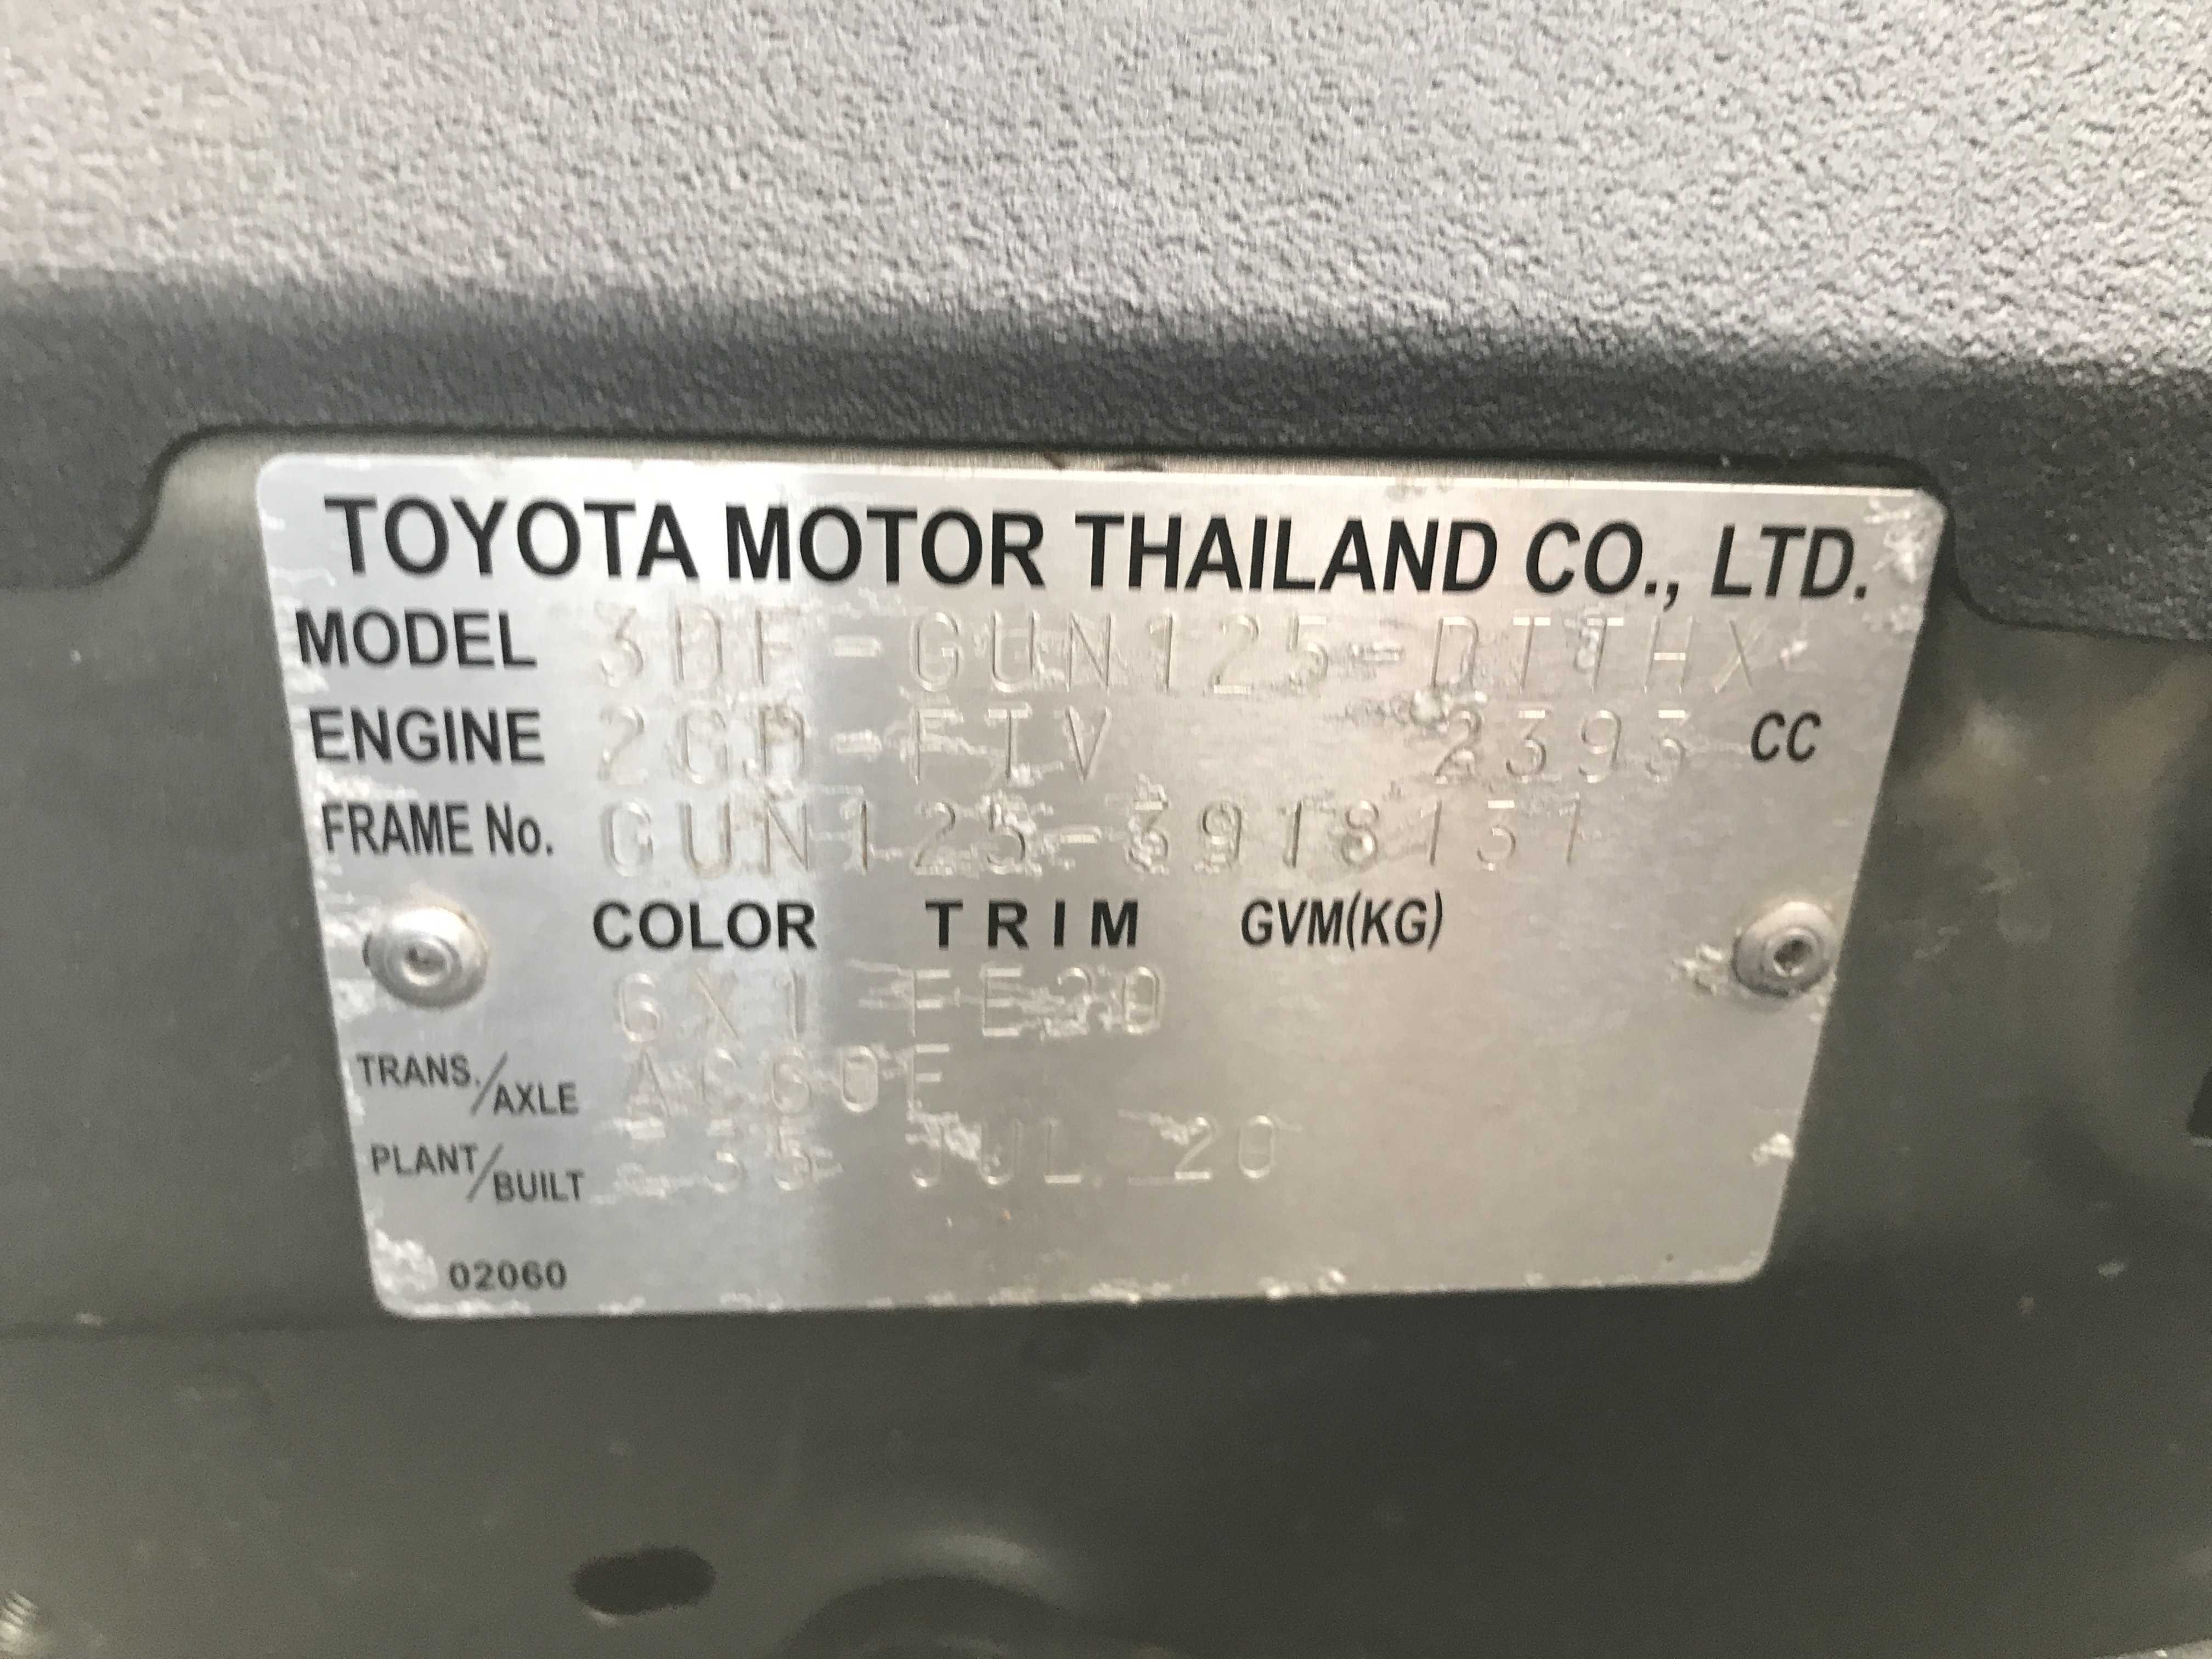 TOYOTA MOTOR THAILAND CO., LTD.
MODEL 3DF-GUN125-DTTHX
ENGINE 2GD-FTV 2393 CC
FRAME No. GUN125-3918131
COLOR TRIM GVM(KG)
6X1 FE20
TRANS./AXLE AC60E
PLANT/BUILT -35- JUL. 20
02060